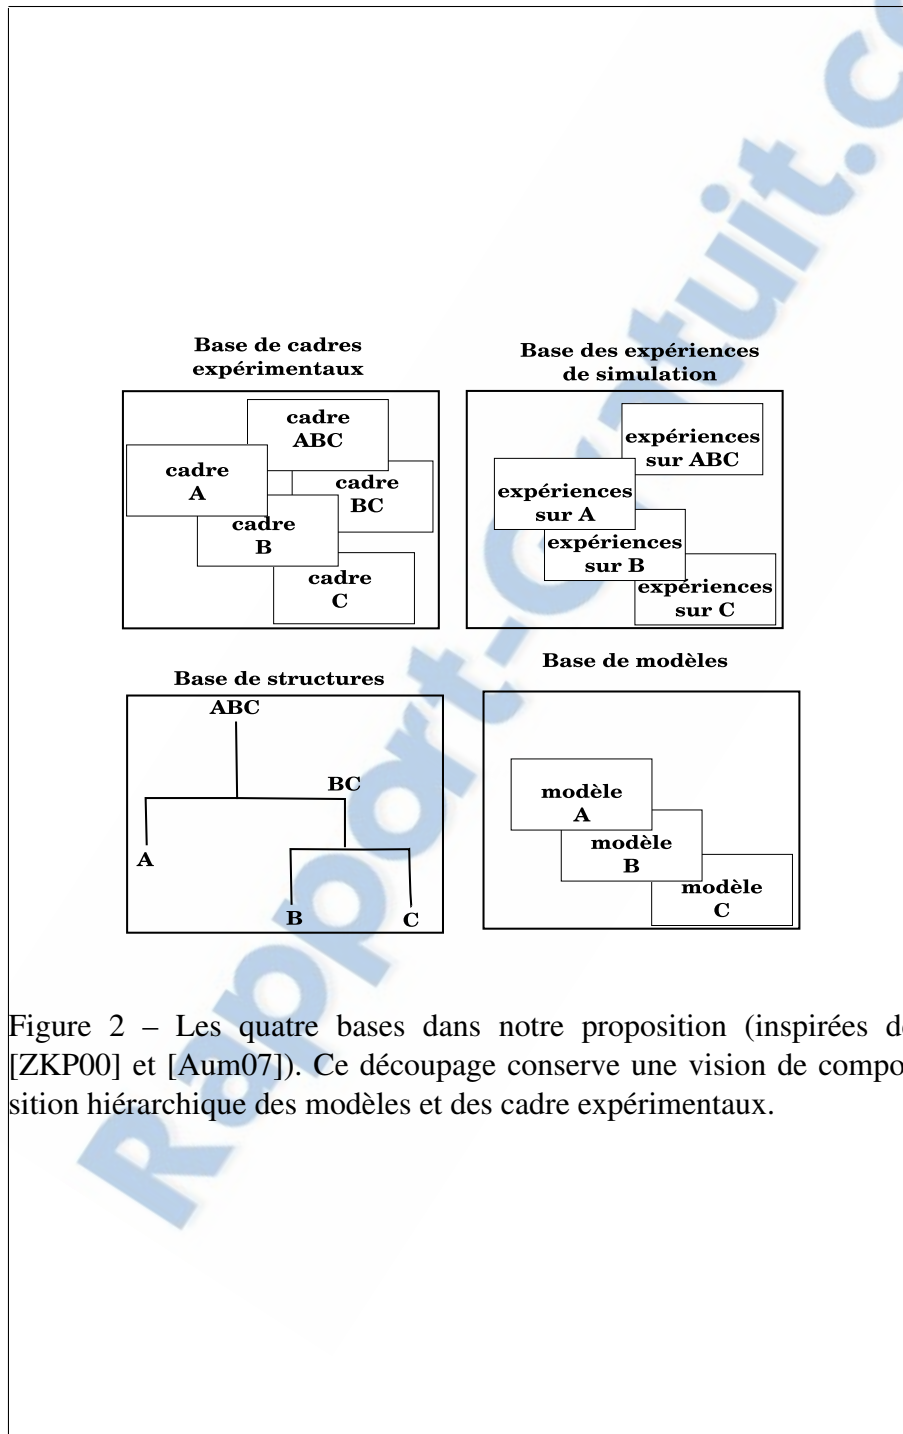 Base de cadres
expérimentaux
cadre
ABC
cadre
A
cadre
BC
cadre
B
cadre
C
Base des expériences
de simulation
expériences
sur ABC
expériences
sur A
expériences
sur B
expériences
sur C
Base de structures
ABC
BC
A
B
C
Base de modèles
modèle
A
modèle
B
modèle
C
Figure 2 – Les quatre bases dans notre proposition (inspirées de
[ZKP00] et [Aum07]). Ce découpage conserve une vision de compo-
sition hiérarchique des modèles et des cadre expérimentaux.
Rapport-Gratuit.c